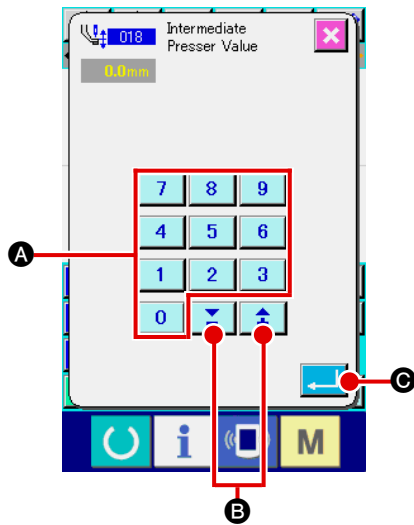 018 Intermediate
Presser Value
0.0mm
7 8 9
4 5 6
A
1 2 3
0
C
i M
B